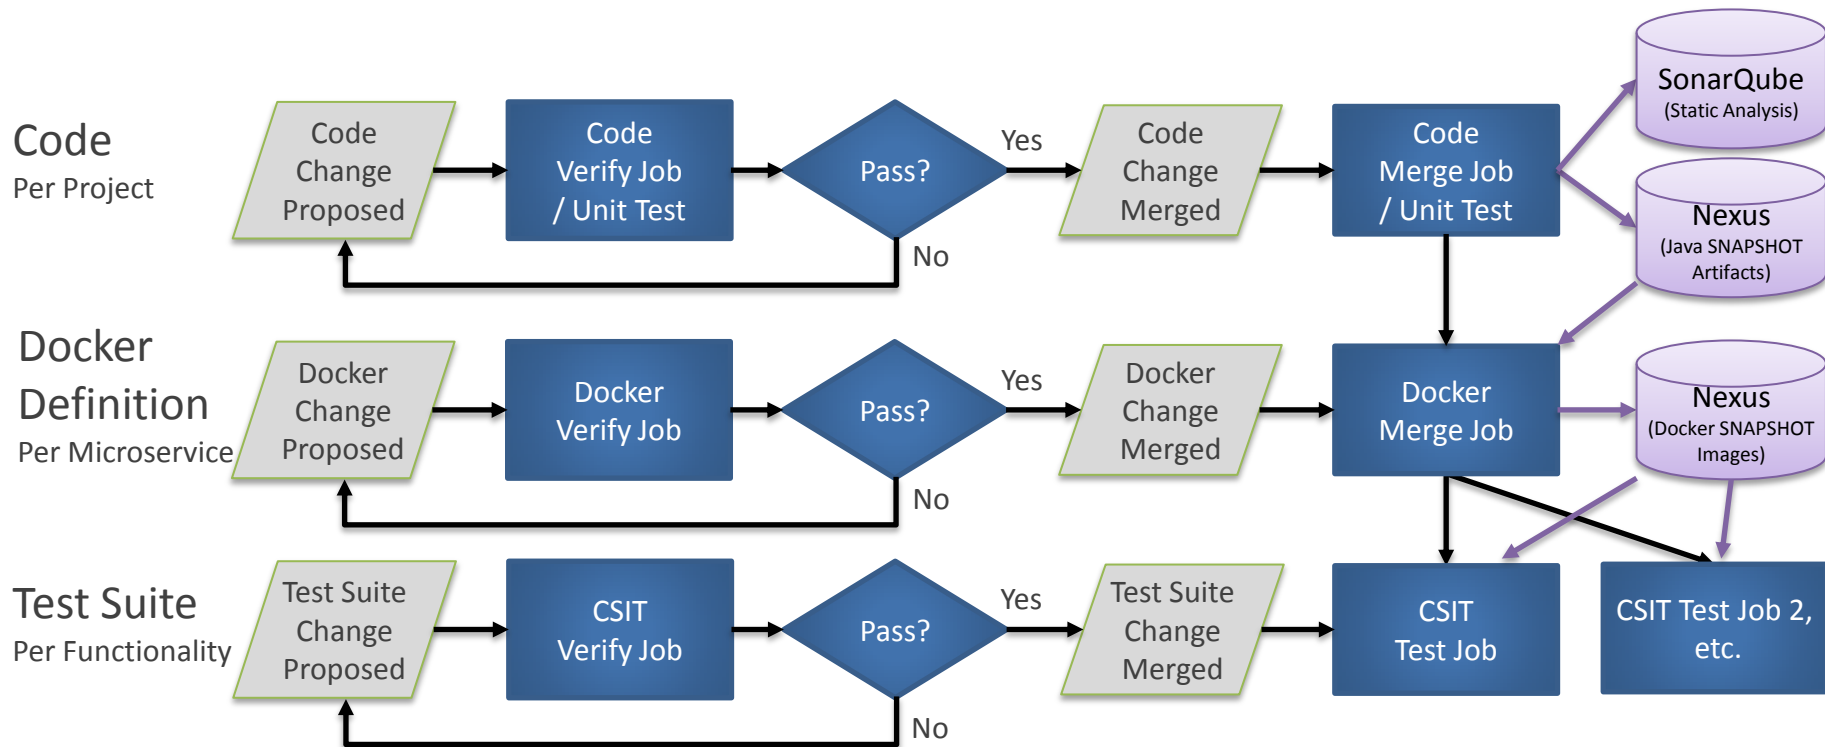 Code
Per Project
Code
Change
Proposed
Code
Verify Job
/ Unit Test
Pass?
Yes
No
Code
Change
Merged
Code
Merge Job
/ Unit Test
SonarQube
(Static Analysis)
Nexus
(Java SNAPSHOT
Artifacts)
Docker
Definition
Per Microservice
Docker
Change
Proposed
Docker
Verify Job
Pass?
Yes
No
Docker
Change
Merged
Docker
Merge Job
Nexus
(Docker SNAPSHOT
Images)
Test Suite
Per Functionality
Test Suite
Change
Proposed
CSIT
Verify Job
Pass?
Yes
No
Test Suite
Change
Merged
CSIT
Test Job
CSIT Test Job 2,
etc.